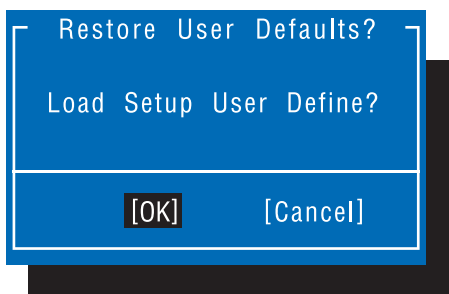 Restore User Defaults?
Load Setup User Define?
[OK] [Cancel]